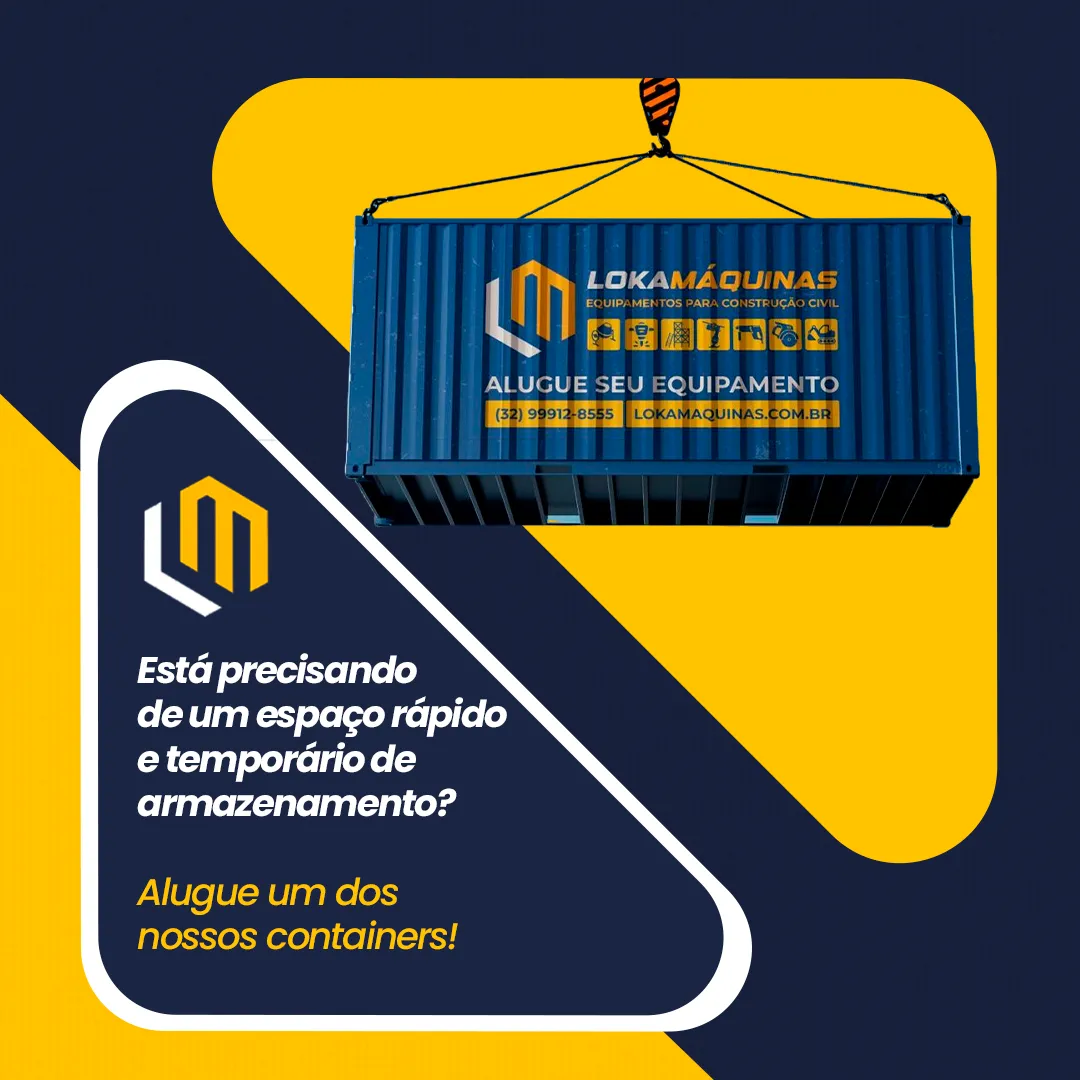 LOKAMÁQUINAS
EQUIPAMENTOS PARA CONSTRUÇÃO CIVIL
ALUGUE SEU EQUIPAMENTO
(32) 99912-8555 LOKAMAQUINAS.COM.BR
Está precisando
de um espaço rápido
e temporário de
armazenamento?
Alugue um dos
nossos containers!